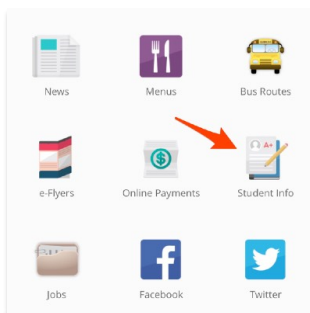 News Menus Bus Routes
A+
e-Flyers Online Payments Student Info
Jobs Facebook Twitter